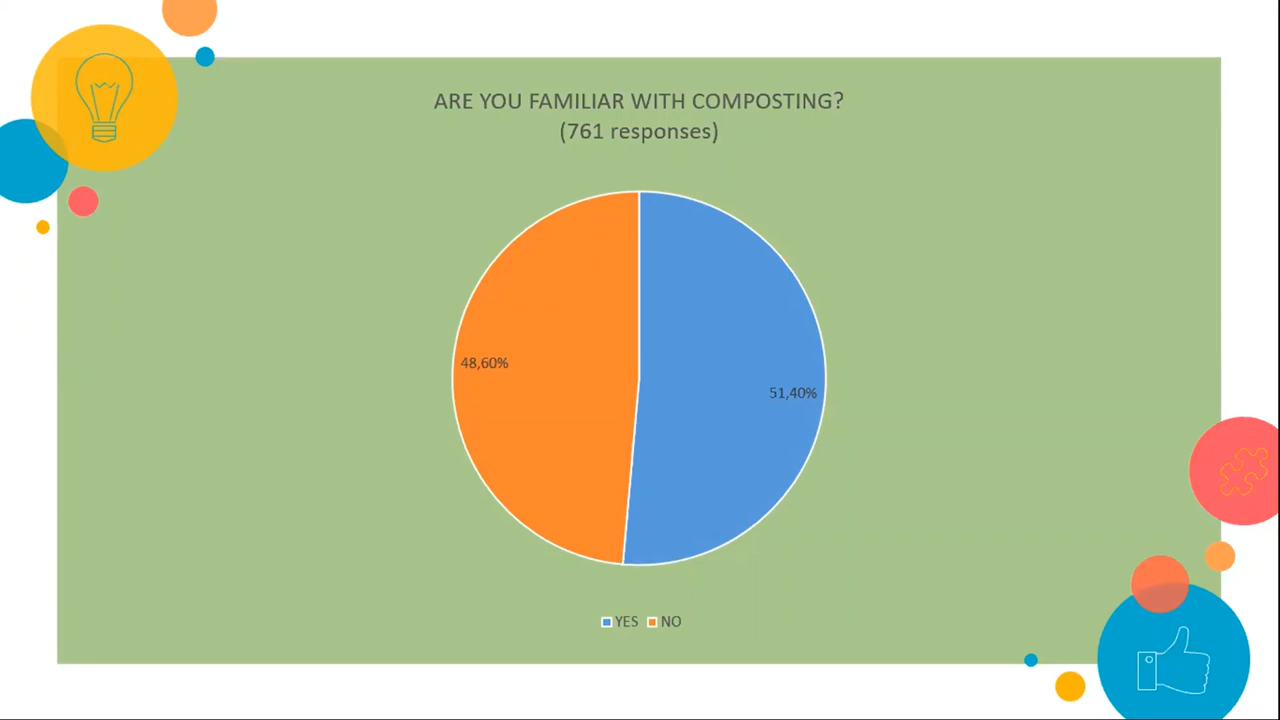 ARE YOU FAMILIAR WITH COMPOSTING?
(761 responses)
48,60%
51,40%
YES NO